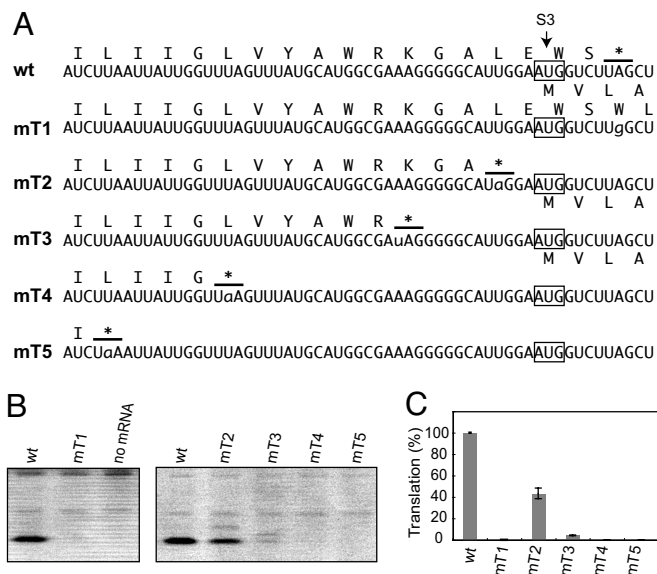 A
S3
I L I I G L V Y A W R K G A L E W S *
wt AUCUUAAUUAUUGGUUUAGUUUAUGCAUGGCGAAAGGGGGCAUUGGAAUGGUCUUAGCU
M V L A
I L I I G L V Y A W R K G A L E W S W L
mT1 AUCUUAAUUAUUGGUUUAGUUUAUGCAUGGCGAAAGGGGGCAUUGGAAUGGUCUUgGCU
I L I I G L V Y A W R K G A *
mT2 AUCUUAAUUAUUGGUUUAGUUUAUGCAUGGCGAAAGGGGGCAUaGGAAUGGUCUUAGCU
M V L A
I L I I G L V Y A W R *
mT3 AUCUUAAUUAUUGGUUUAGUUUAUGCAUGGCGAuAGGGGGCAUUGGAAUGGUCUUAGCU
M V L A
I L I I G *
mT4 AUCUUAAUUAUUGGUUaAGUUUAUGCAUGGCGAAAGGGGGCAUUGGAAUGGUCUUAGCU
I *
mT5 AUCUaAAUUAUUGGUUUAGUUUAUGCAUGGCGAAAGGGGGCAUUGGAAUGGUCUUAGCU
B
wt mT1 no mRNA
wt mT2 mT3 mT4 mT5
C
Translation (%)
100
80
60
40
20
0
wt mT1 mT2 mT3 mT4 mT5